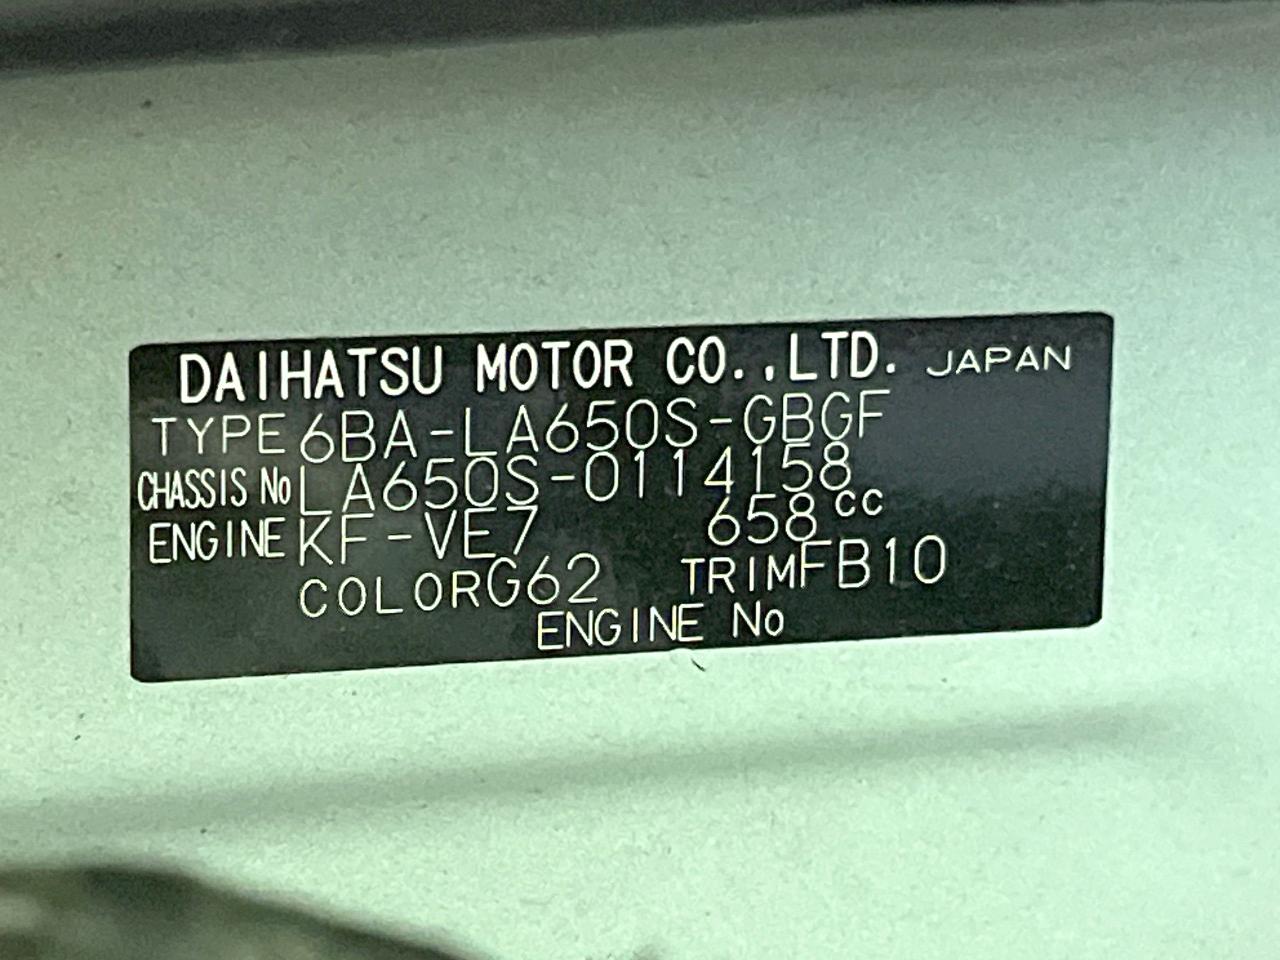 DAIHATSU MOTOR CO.,LTD. JAPAN
TYPE 6BA-LA650S-GBGF
CHASSIS No LA650S-0114158
ENGINE KF-VE7 658cc
COLOR G62 TRIM FB10
ENGINE No